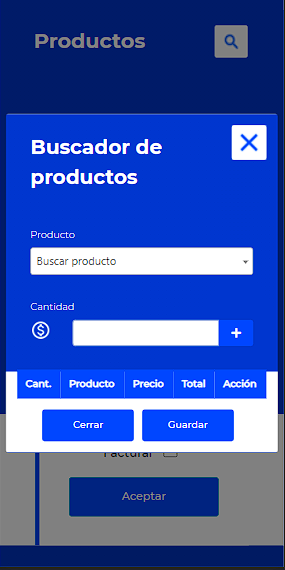 Productos
Buscador de
productos
Producto
Buscar producto
Cantidad
Cant. Producto Precio Total Acción
Cerrar Guardar
Facturar
Aceptar